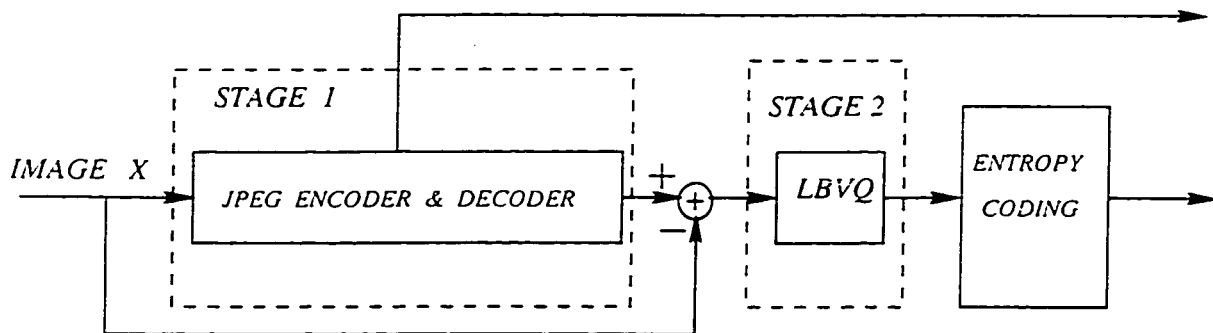 STAGE 1
STAGE 2
IMAGE X
JPEG ENCODER & DECODER
+
+
−
LBVQ
ENTROPY
CODING